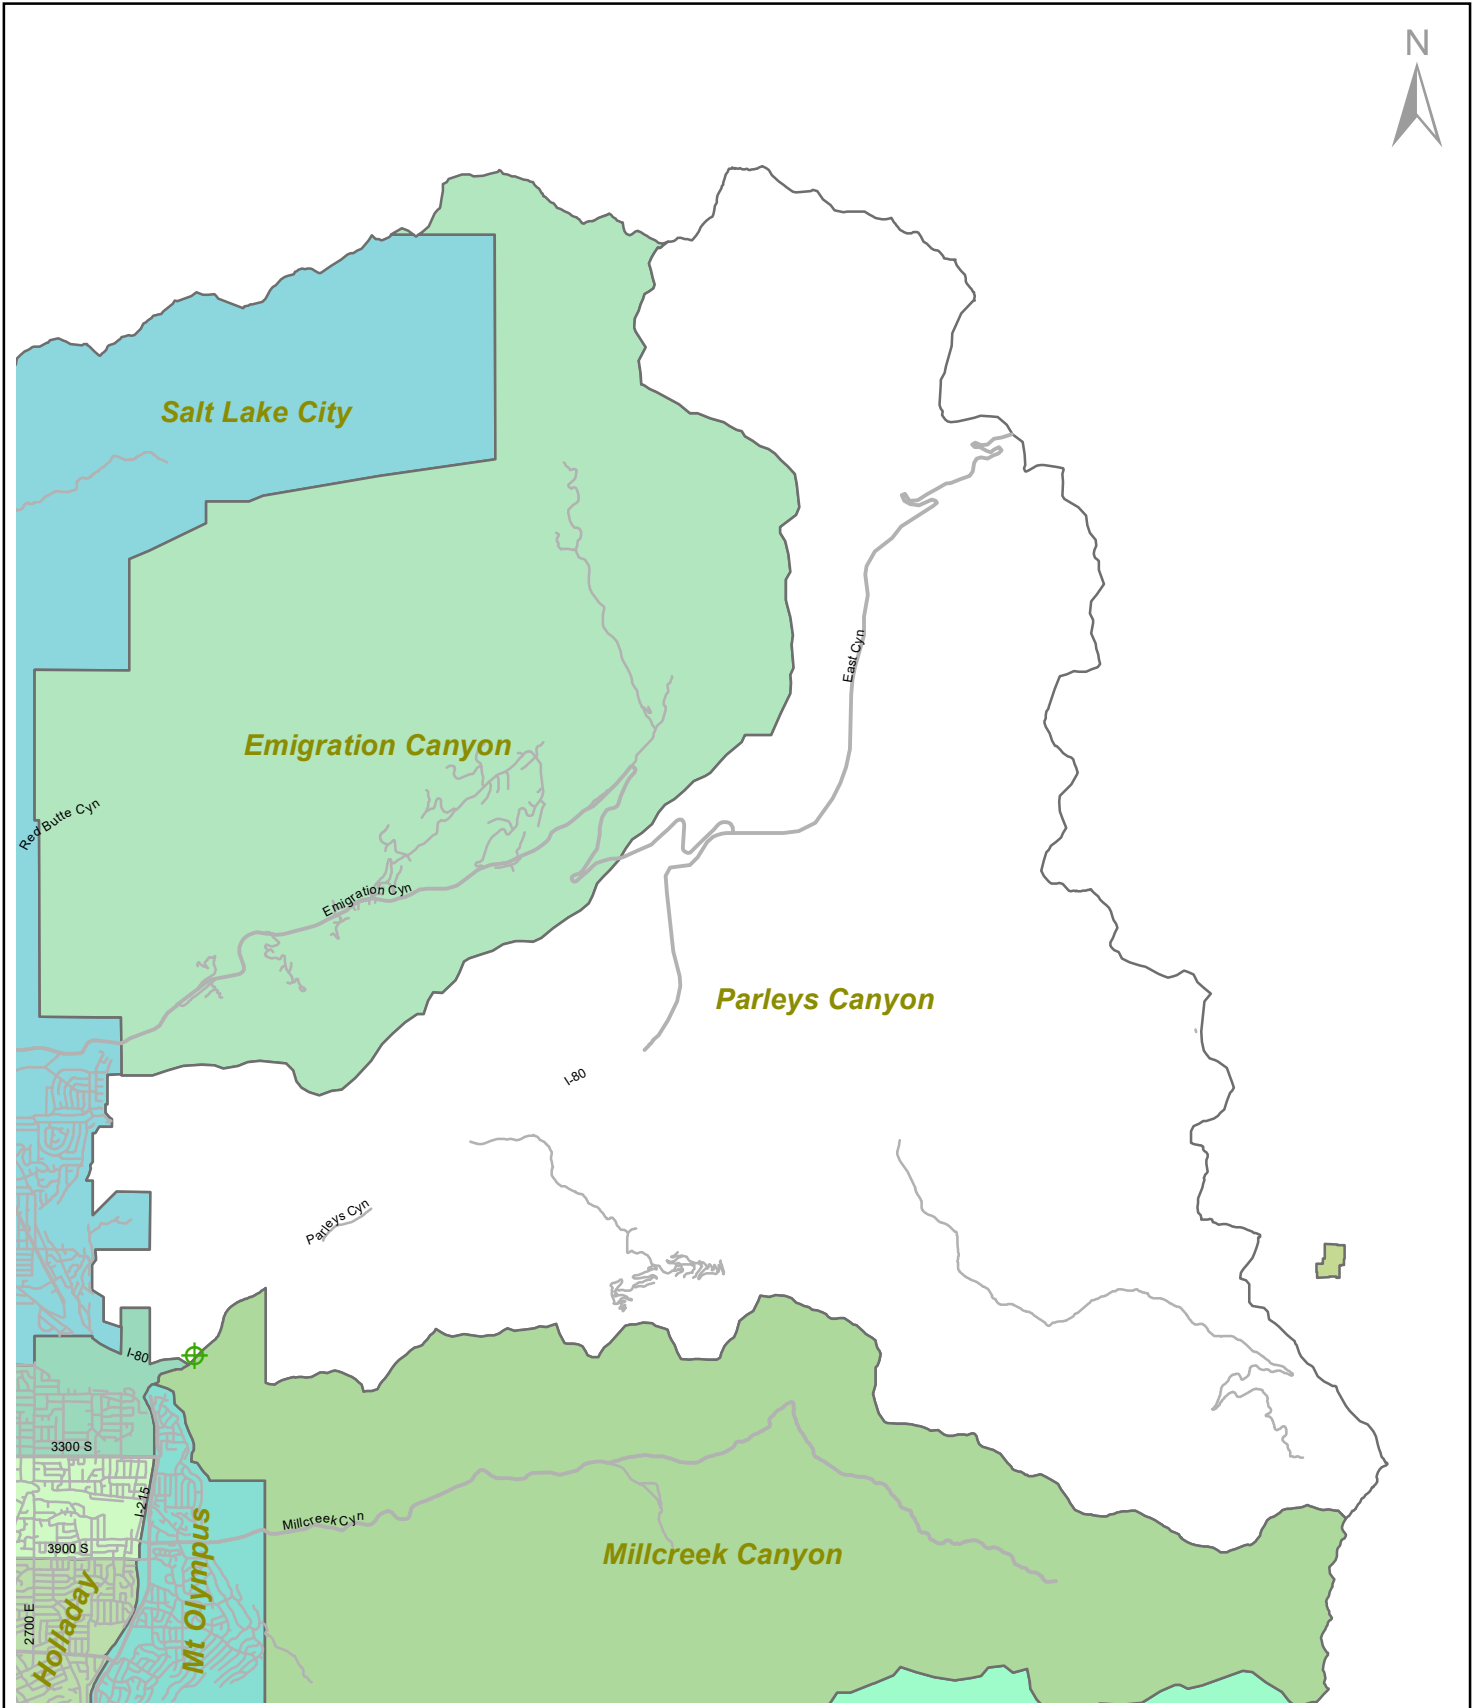 N
Salt Lake City
East Cyn
Emigration Canyon
Red Butte Cyn
Emigration Cyn
Parleys Canyon
I-80
Parleys Cyn
I-80
3300 S
I-215
Millcreek Cyn
3900 S
Millcreek Canyon
Mt Olympus
Holladay
2700 E